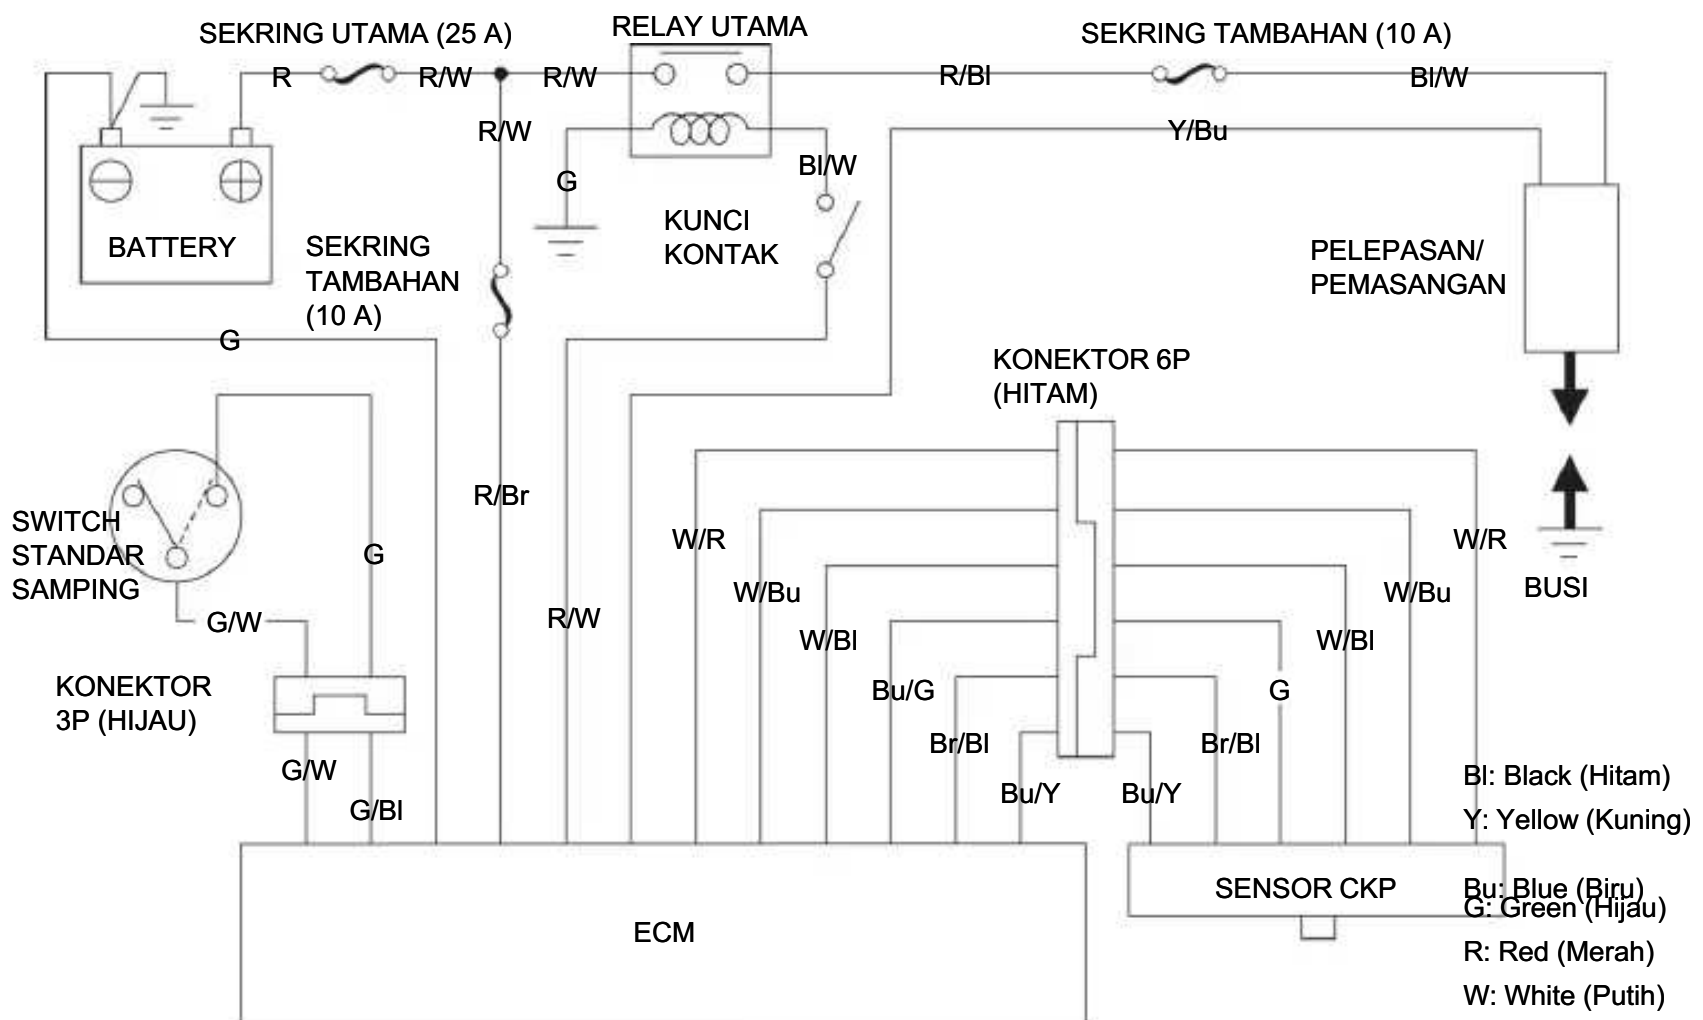 SEKRING UTAMA (25 A)
RELAY UTAMA
SEKRING TAMBAHAN (10 A)
R
R/W
R/W
R/Bl
Bl/W
R/W
Y/Bu
Bl/W
G
KUNCI
KONTAK
BATTERY
SEKRING
TAMBAHAN
(10 A)
PELEPASAN/
PEMASANGAN
G
KONEKTOR 6P
(HITAM)
R/Br
SWITCH
STANDAR
SAMPING
G
W/R
W/R
BUSI
W/Bu
W/Bu
G/W
R/W
W/Bl
W/Bl
KONEKTOR
3P (HIJAU)
Bu/G
G
Br/Bl
Br/Bl
G/W
Bu/Y
Bu/Y
G/Bl
Bl: Black (Hitam)
Y: Yellow (Kuning)
SENSOR CKP
Bu: Blue (Biru)
G: Green (Hijau)
ECM
R: Red (Merah)
W: White (Putih)